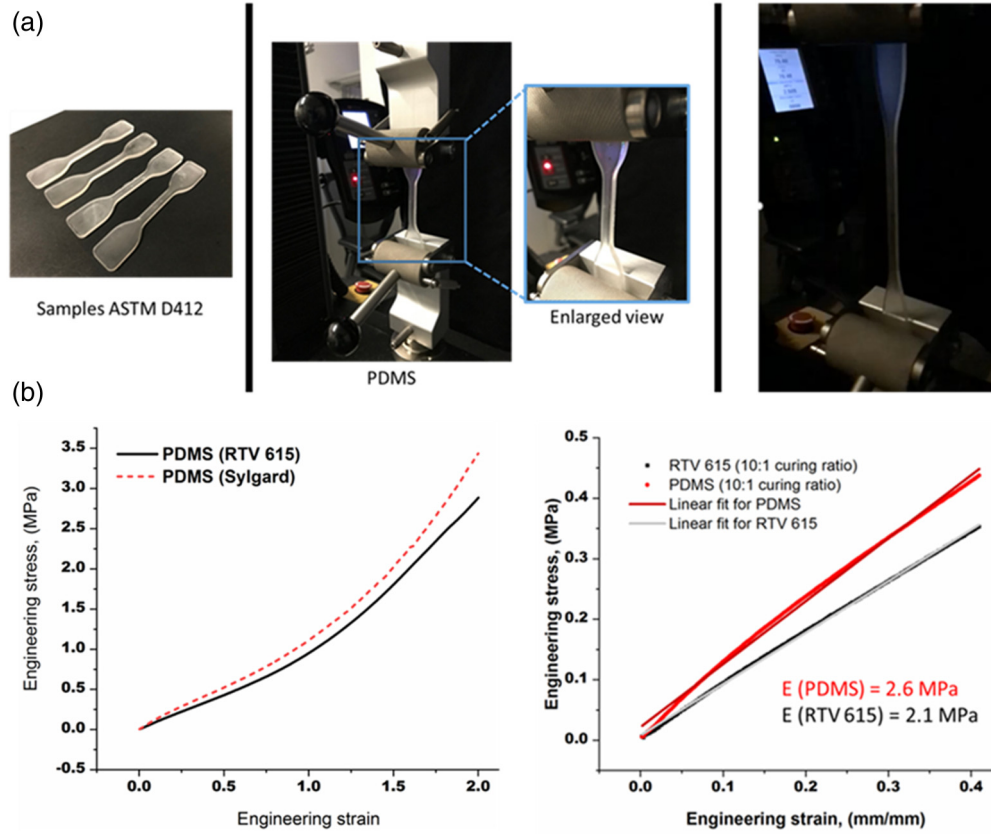 (a)
Samples ASTM D412
PDMS
Enlarged view
(b)
PDMS (RTV 615)
PDMS (Sylgard)
Engineering stress, (MPa)
3.5
3.0
2.5
2.0
1.5
1.0
0.5
0.0
-0.5
0.0
0.5
1.0
1.5
2.0
Engineering strain
RTV 615 (10:1 curing ratio)
PDMS (10:1 curing ratio)
Linear fit for PDMS
Linear fit for RTV 615
E (PDMS) = 2.6 MPa
E (RTV 615) = 2.1 MPa
Engineering stress, (MPa)
0.5
0.4
0.3
0.2
0.1
0.0
0.0
0.1
0.2
0.3
0.4
Engineering strain, (mm/mm)